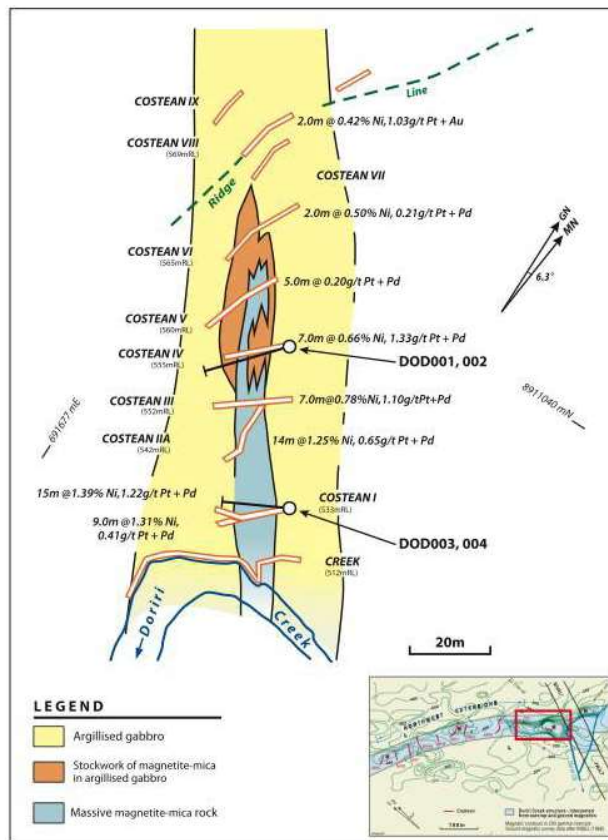 Line
COSTEAN IX
2.0m @ 0.42% Ni,1.03g/t Pt + Au
COSTEAN VIII
(569mRL)
COSTEAN VII
Ridge
2.0m @ 0.50% Ni, 0.21g/t Pt + Pd
GN
MN
COSTEAN VI
(565mRL)
6.3°
5.0m @ 0.20g/t Pt + Pd
COSTEAN V
(560mRL)
7.0m @ 0.66% Ni, 1.33g/t Pt + Pd
COSTEAN IV
(555mRL)
DOD001, 002
COSTEAN III
(552mRL)
7.0m@0.78%Ni,1.10g/tPt+Pd
691677 mE
8911040 mN
COSTEAN IIA
(542mRL)
14m @ 1.25% Ni, 0.65g/t Pt + Pd
15m @1.39% Ni,1.22g/t Pt + Pd
COSTEAN I
(533mRL)
9.0m @1.31% Ni,
0.41g/t Pt + Pd
DOD003, 004
CREEK
(512mRL)
Doriri
Creek
20m
LEGEND
Argillised gabbro
Stockwork of magnetite-mica
in argillised gabbro
Massive magnetite-mica rock
NORTHWEST EXTENSIONS